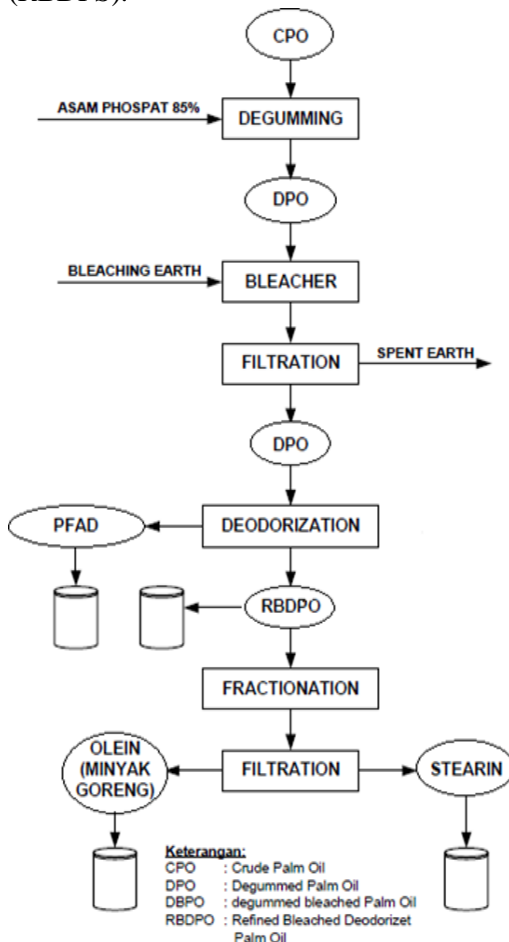 (RBDPS).
CPO
ASAM PHOSPAT 85%
DEGUMMING
DPO
BLEACHING EARTH
BLEACHER
FILTRATION
SPENT EARTH
DPO
PFAD
DEODORIZATION
RBDPO
FRACTIONATION
OLEIN
(MINYAK
GORENG)
FILTRATION
STEARIN
Keterangan:
CPO : Crude Palm Oil
DPO : Degummed Palm Oil
DBPO : degummed bleached Palm Oil
RBDPO : Refined Bleached Deodorizet
Palm Oil